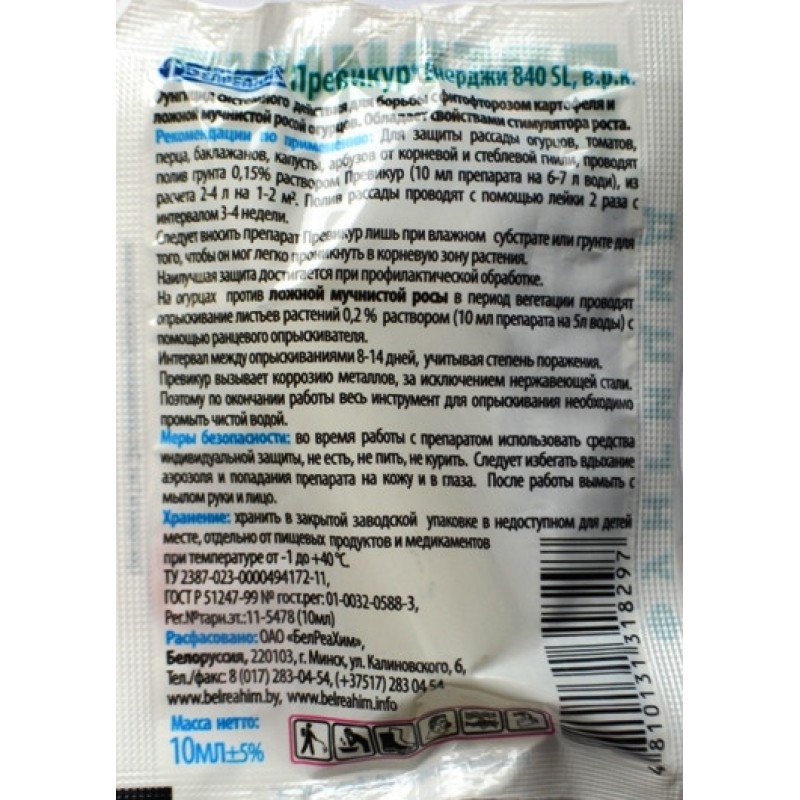 БЕЛРЕАХИМ Превикур® Энерджи 840 SL, в.р.к.
Фунгицид системного действия для борьбы с фитофторозом картофеля и
ложной мучнистой росой огурцов. Обладает свойствами стимулятора роста.
Рекомендации по применению: Для защиты рассады огурцов, томатов,
перца, баклажанов, капусты, арбузов от корневой и стеблевой гнили, проводят
полив грунта 0,15% раствором Превикур (10 мл препарата на 6-7 л води), из
расчета 2-4 л на 1-2 м². Полив рассады проводят с помощью лейки 2 раза с
интервалом 3-4 недели.
Следует вносить препарат Превикур лишь при влажном субстрате или грунте для
того, чтобы он мог легко проникнуть в корневую зону растения.
Наилучшая защита достигается при профилактической обработке.
На огурцах против ложной мучнистой росы в период вегетации проводят
опрыскивание листьев растений 0,2 % раствором (10 мл препарата на 5л воды) с
помощью ранцевого опрыскивателя.
Интервал между опрыскиваниями 8-14 дней, учитывая степень поражения.
Превикур вызывает коррозию металлов, за исключением нержавеющей стали.
Поэтому по окончании работы весь инструмент для опрыскивания необходимо
промыть чистой водой.
Меры безопасности: во время работы с препаратом использовать средства
индивидуальной защиты, не есть, не пить, не курить. Следует избегать вдыхание
аэрозоля и попадания препарата на кожу и в глаза. После работы вымыть с
мылом руки и лицо.
Хранение: хранить в закрытой заводской упаковке в недоступном для детей
месте, отдельно от пищевых продуктов и медикаментов
при температуре от -1 до +40°C.
ТУ 2387-023-0000494172-11,
ГОСТ Р 51247-99 № гост.рег: 01-0032-0588-3,
Рег.№тарн.эт.:11-5478 (10мл)
Расфасовано: ОАО «БелРеаХим»,
Белоруссия, 220103, г. Минск, ул. Калиновского, 6,
Тел./факс: 8 (017) 283-04-54, (+37517) 283 04 54
www.belreahim.by, www.belreahim.info
Масса нетто:
10мл±5%
4810131318297